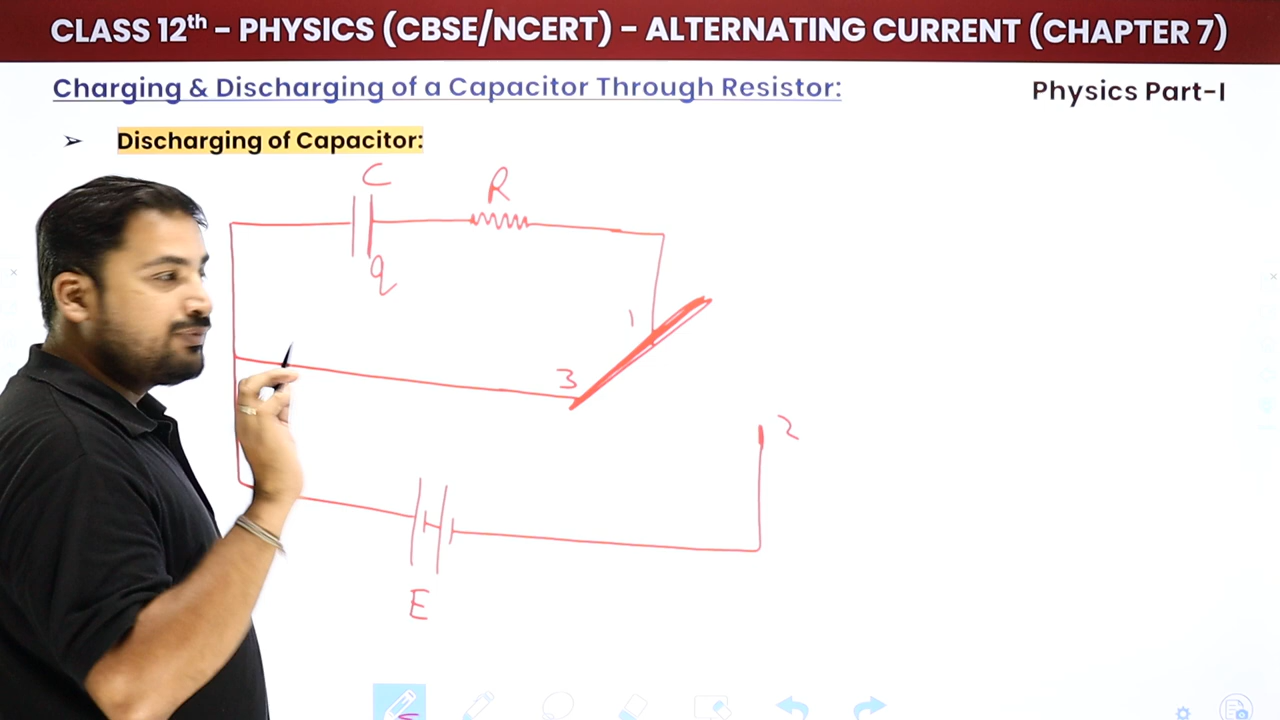 CLASS 12th – PHYSICS (CBSE/NCERT) – ALTERNATING CURRENT (CHAPTER 7)
Charging & Discharging of a Capacitor Through Resistor:
Physics Part-I
➢ Discharging of Capacitor:
C
R
q
1
3
2
E